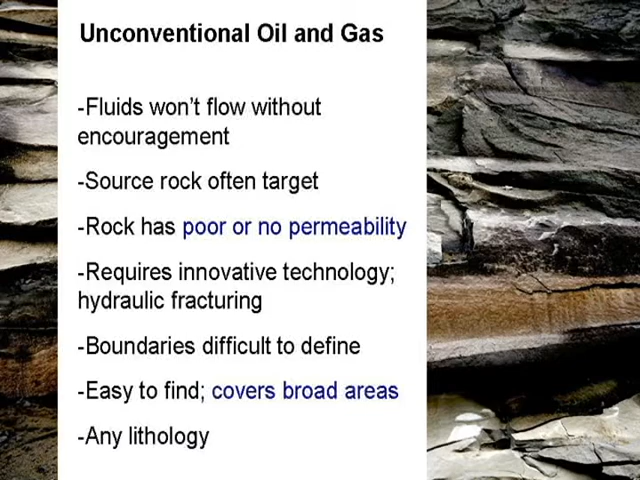 Unconventional Oil and Gas
-Fluids won't flow without
encouragement
-Source rock often target
-Rock has poor or no permeability
-Requires innovative technology;
hydraulic fracturing
-Boundaries difficult to define
-Easy to find; covers broad areas
-Any lithology